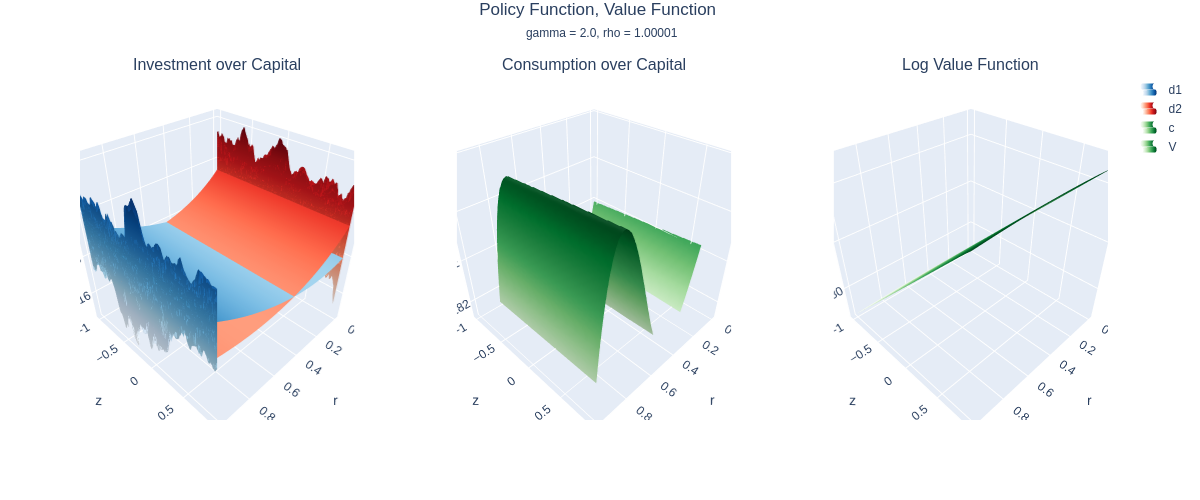 Policy Function, Value Function
gamma = 2.0, rho = 1.00001
Investment over Capital
Consumption over Capital
Log Value Function
d1
d2
c
V
−1
−0.5
0
0.5
z
0
0.2
0.4
0.6
0.8
r
−1
−0.5
0
0.5
z
0
0.2
0.4
0.6
0.8
r
−1
−0.5
0
0.5
z
0
0.2
0.4
0.6
0.8
r